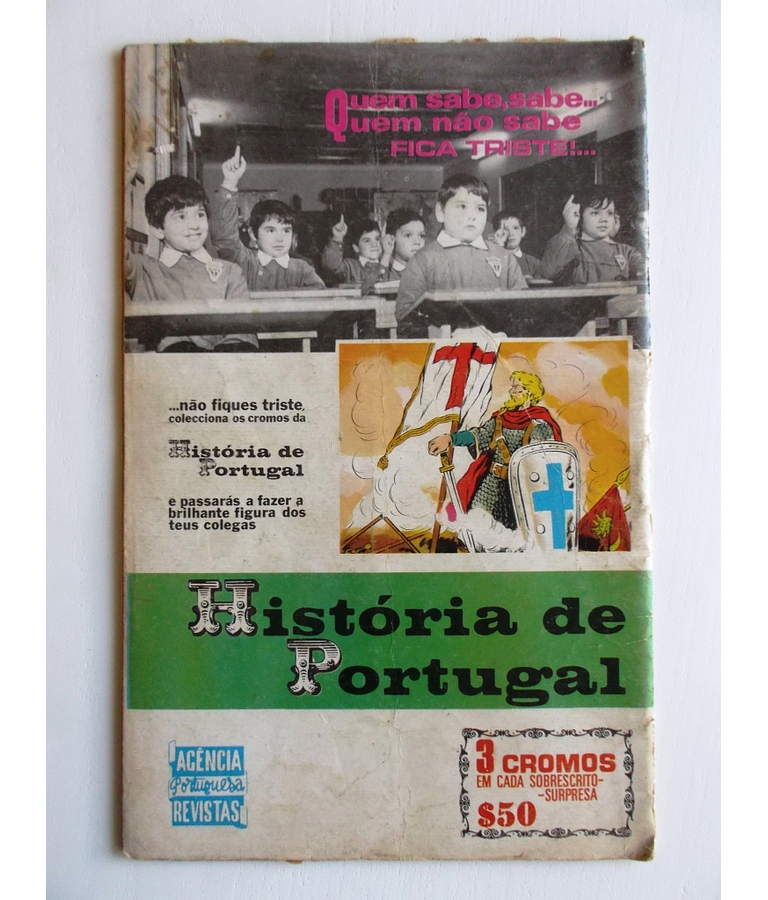 Quem sabe, sabe...
Quem não sabe
FICA TRISTE!...
...não fiques triste,
colecciona os cromos da
História de
Portugal
e passarás a fazer a
brilhante figura dos
teus colegas
História de
Portugal
AGÊNCIA
Portuguesa
REVISTAS
3 CROMOS
EM CADA SOBRESCRITO-
-SURPRESA
$50